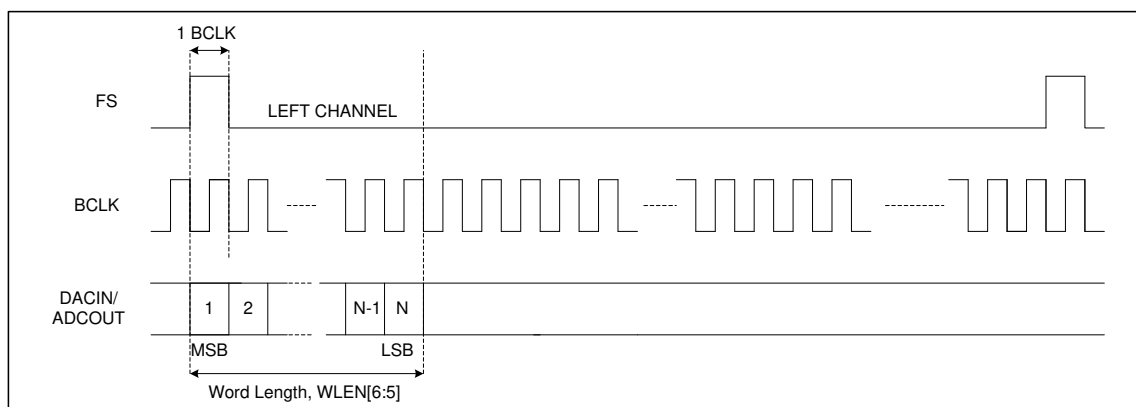 1 BCLK
FS
LEFT CHANNEL
BCLK
DACIN/
ADCOUT
1
2
N-1
N
MSB
LSB
Word Length, WLEN[6:5]